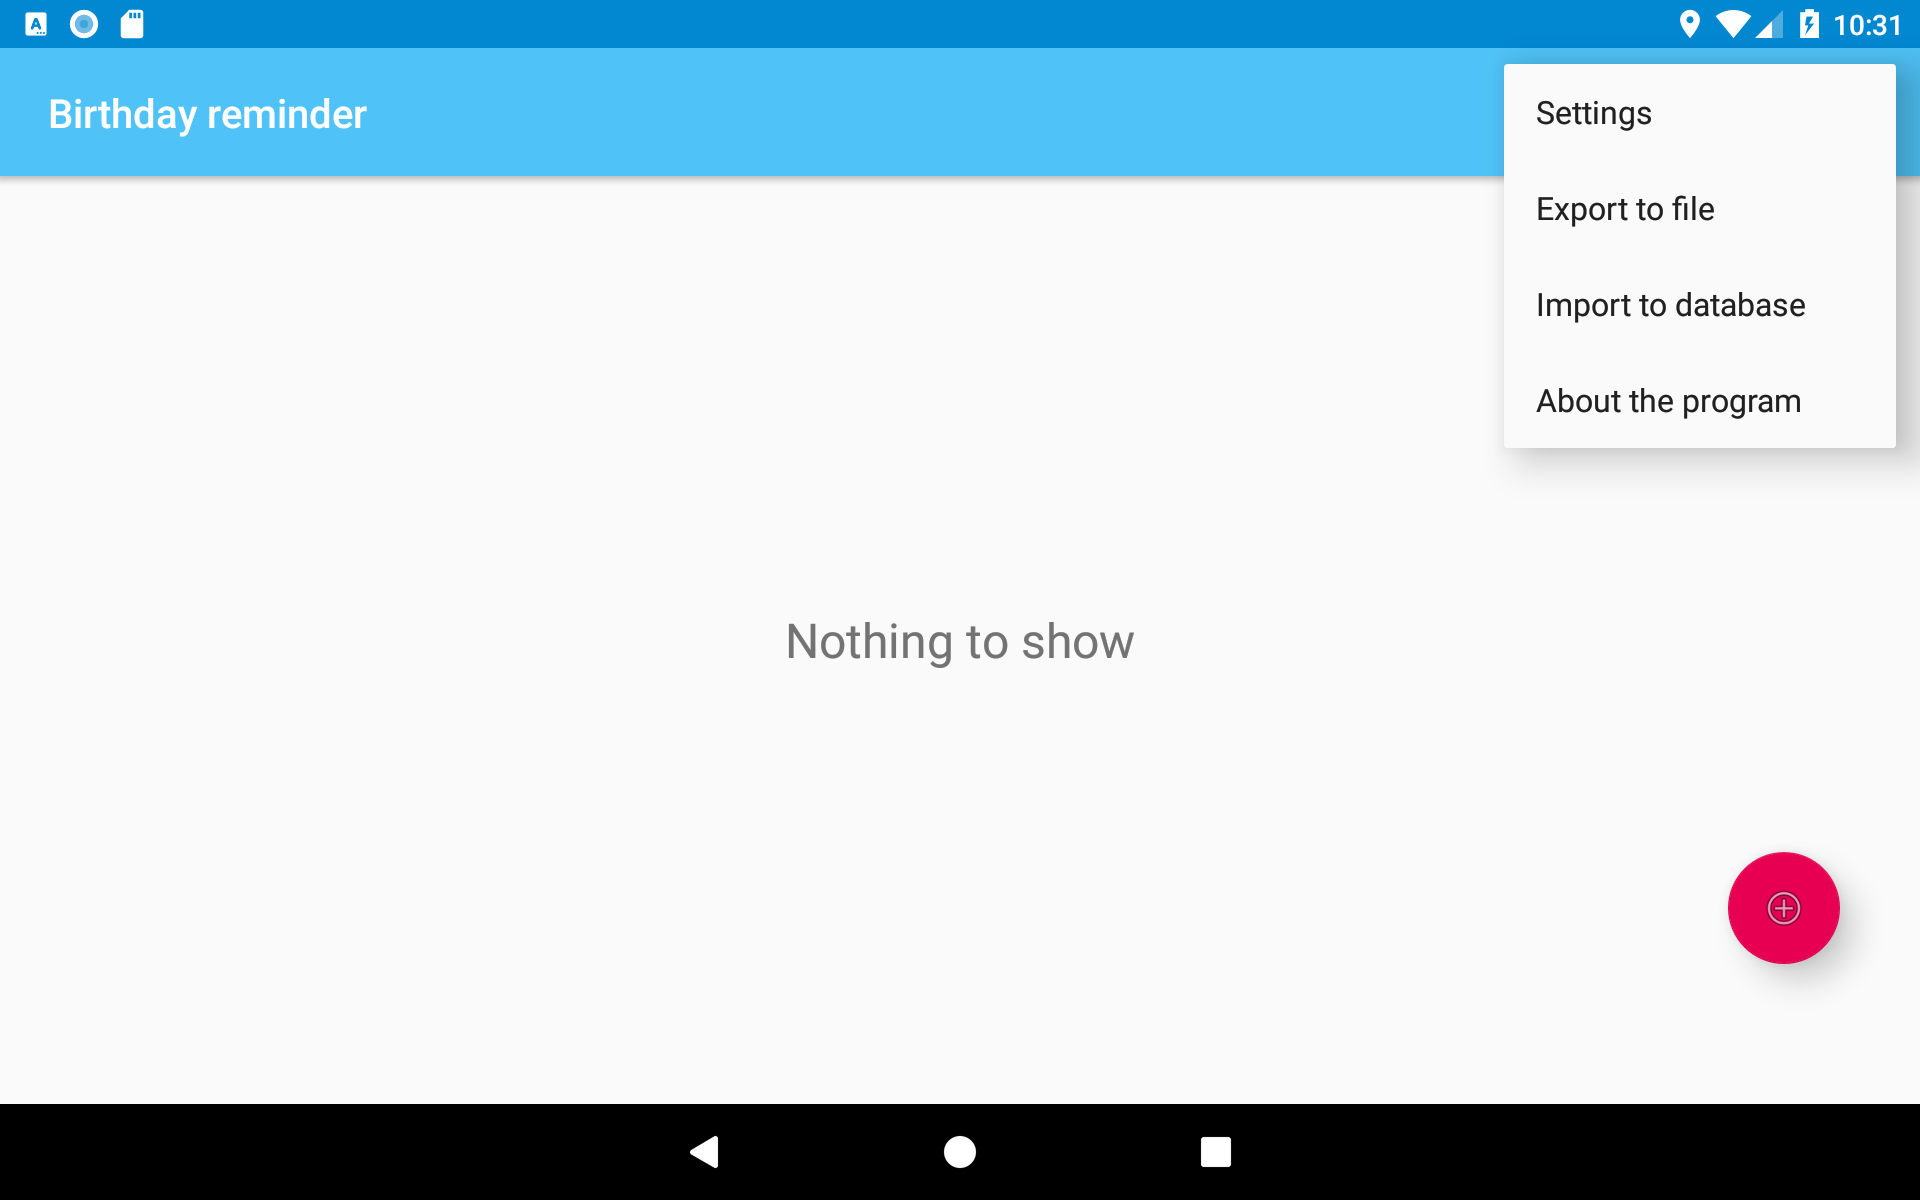 10:31
Birthday reminder
Settings
Export to file
Import to database
About the program
Nothing to show